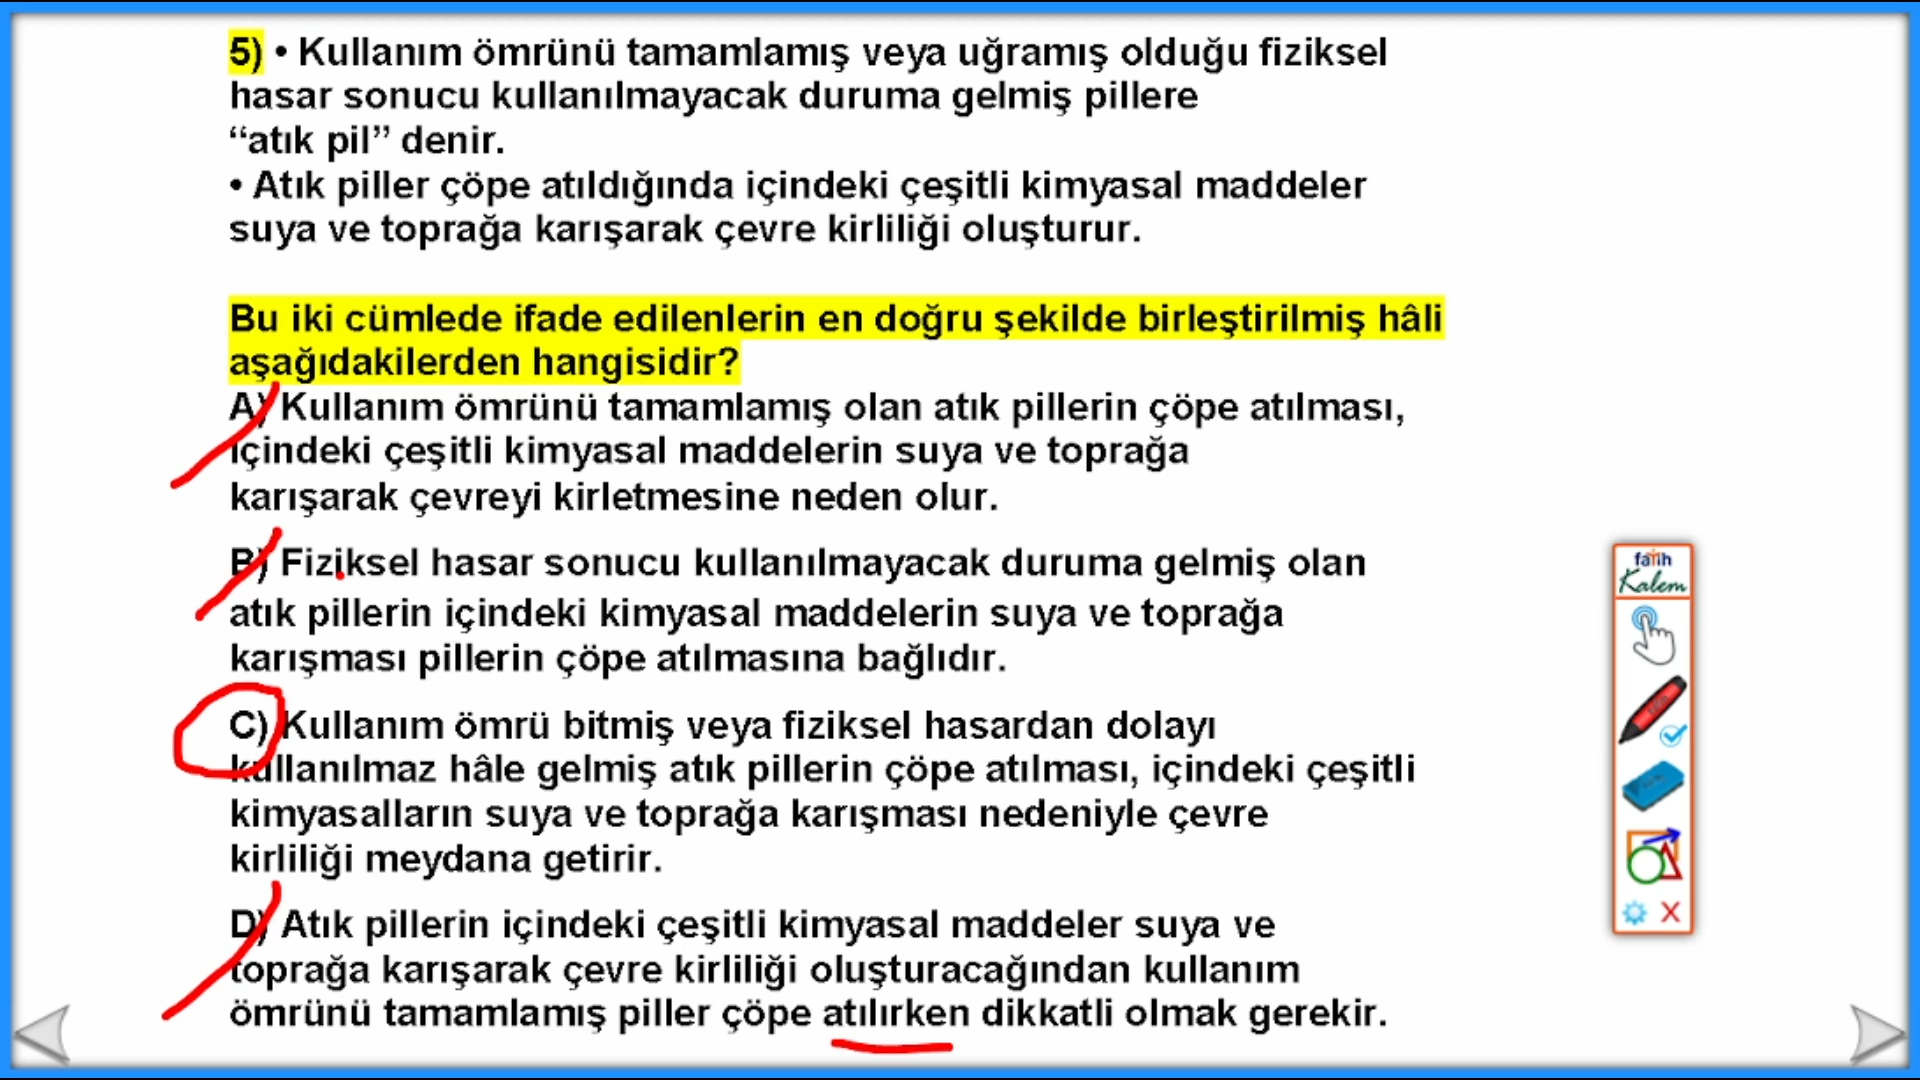 5) • Kullanım ömrünü tamamlamış veya uğramış olduğu fiziksel
hasar sonucu kullanılmayacak duruma gelmiş pillere
“atık pil” denir.
• Atık piller çöpe atıldığında içindeki çeşitli kimyasal maddeler
suya ve toprağa karışarak çevre kirliliği oluşturur.
Bu iki cümlede ifade edilenlerin en doğru şekilde birleştirilmiş hâli
aşağıdakilerden hangisidir?
A) Kullanım ömrünü tamamlamış olan atık pillerin çöpe atılması,
içindeki çeşitli kimyasal maddelerin suya ve toprağa
karışarak çevreyi kirletmesine neden olur.
B) Fiziksel hasar sonucu kullanılmayacak duruma gelmiş olan
atık pillerin içindeki kimyasal maddelerin suya ve toprağa
karışması pillerin çöpe atılmasına bağlıdır.
C) Kullanım ömrü bitmiş veya fiziksel hasardan dolayı
kullanılmaz hâle gelmiş atık pillerin çöpe atılması, içindeki çeşitli
kimyasalların suya ve toprağa karışması nedeniyle çevre
kirliliği meydana getirir.
D) Atık pillerin içindeki çeşitli kimyasal maddeler suya ve
toprağa karışarak çevre kirliliği oluşturacağından kullanım
ömrünü tamamlamış piller çöpe atılırken dikkatli olmak gerekir.
fatih
Kalem